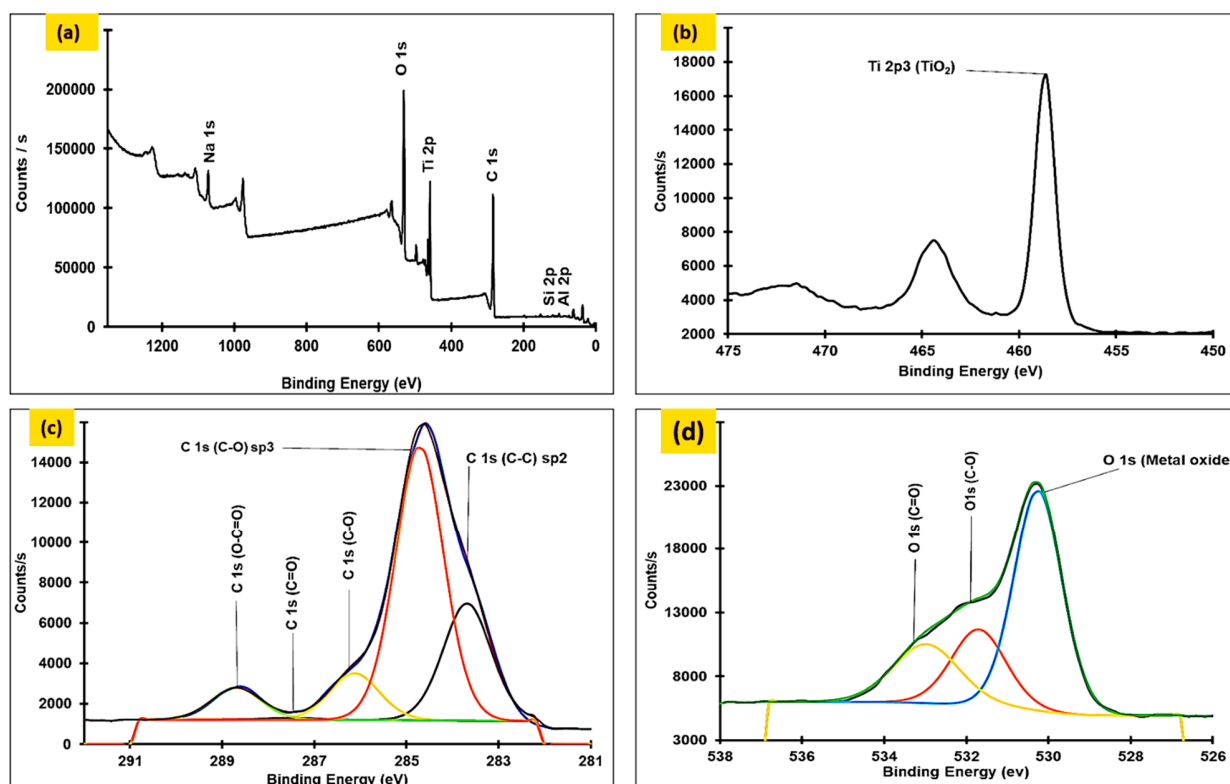 (a)
Counts / s
200000
150000
100000
50000
0
Na 1s
O 1s
Ti 2p
C 1s
Si 2p
Al 2p
1200 1000 800 600 400 200 0
Binding Energy (eV)
(b)
Counts/s
18000
16000
14000
12000
10000
8000
6000
4000
2000
Ti 2p3 (TiO₂)
475 470 465 460 455 450
Binding Energy (eV)
(c)
Counts/s
14000
12000
10000
8000
6000
4000
2000
0
C 1s (C-O) sp3
C 1s (C-C) sp2
C 1s (O-C=O)
C 1s (C=O)
C 1s (C-O)
291 289 287 285 283 281
Binding Energy (eV)
(d)
Counts/s
23000
18000
13000
8000
3000
O 1s (C=O)
O1s (C-O)
O 1s (Metal oxide
538 536 534 532 530 528 526
Binding Energy (eV)